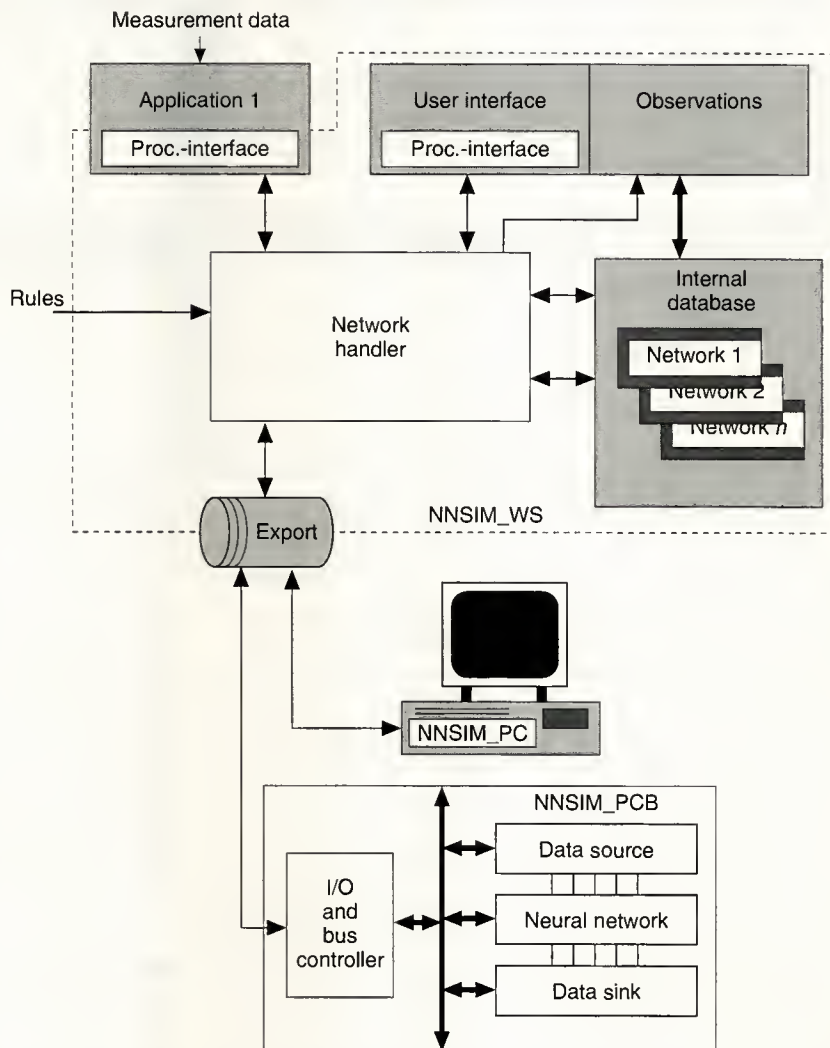 Measurement data
Application 1
Proc.-interface
User interface
Proc.-interface
Observations
Rules
Network
handler
Internal
database
Network 1
Network 2
Network n
Export
NNSIM_WS
NNSIM_PC
NNSIM_PCB
I/O
and
bus
controller
Data source
Neural network
Data sink